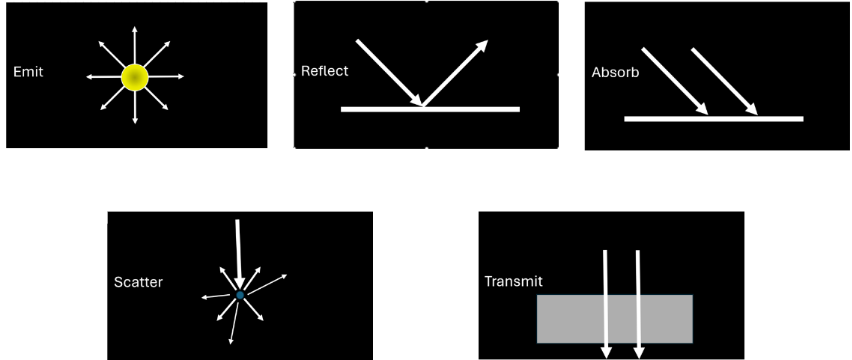 Emit
Reflect
Absorb
Scatter
Transmit